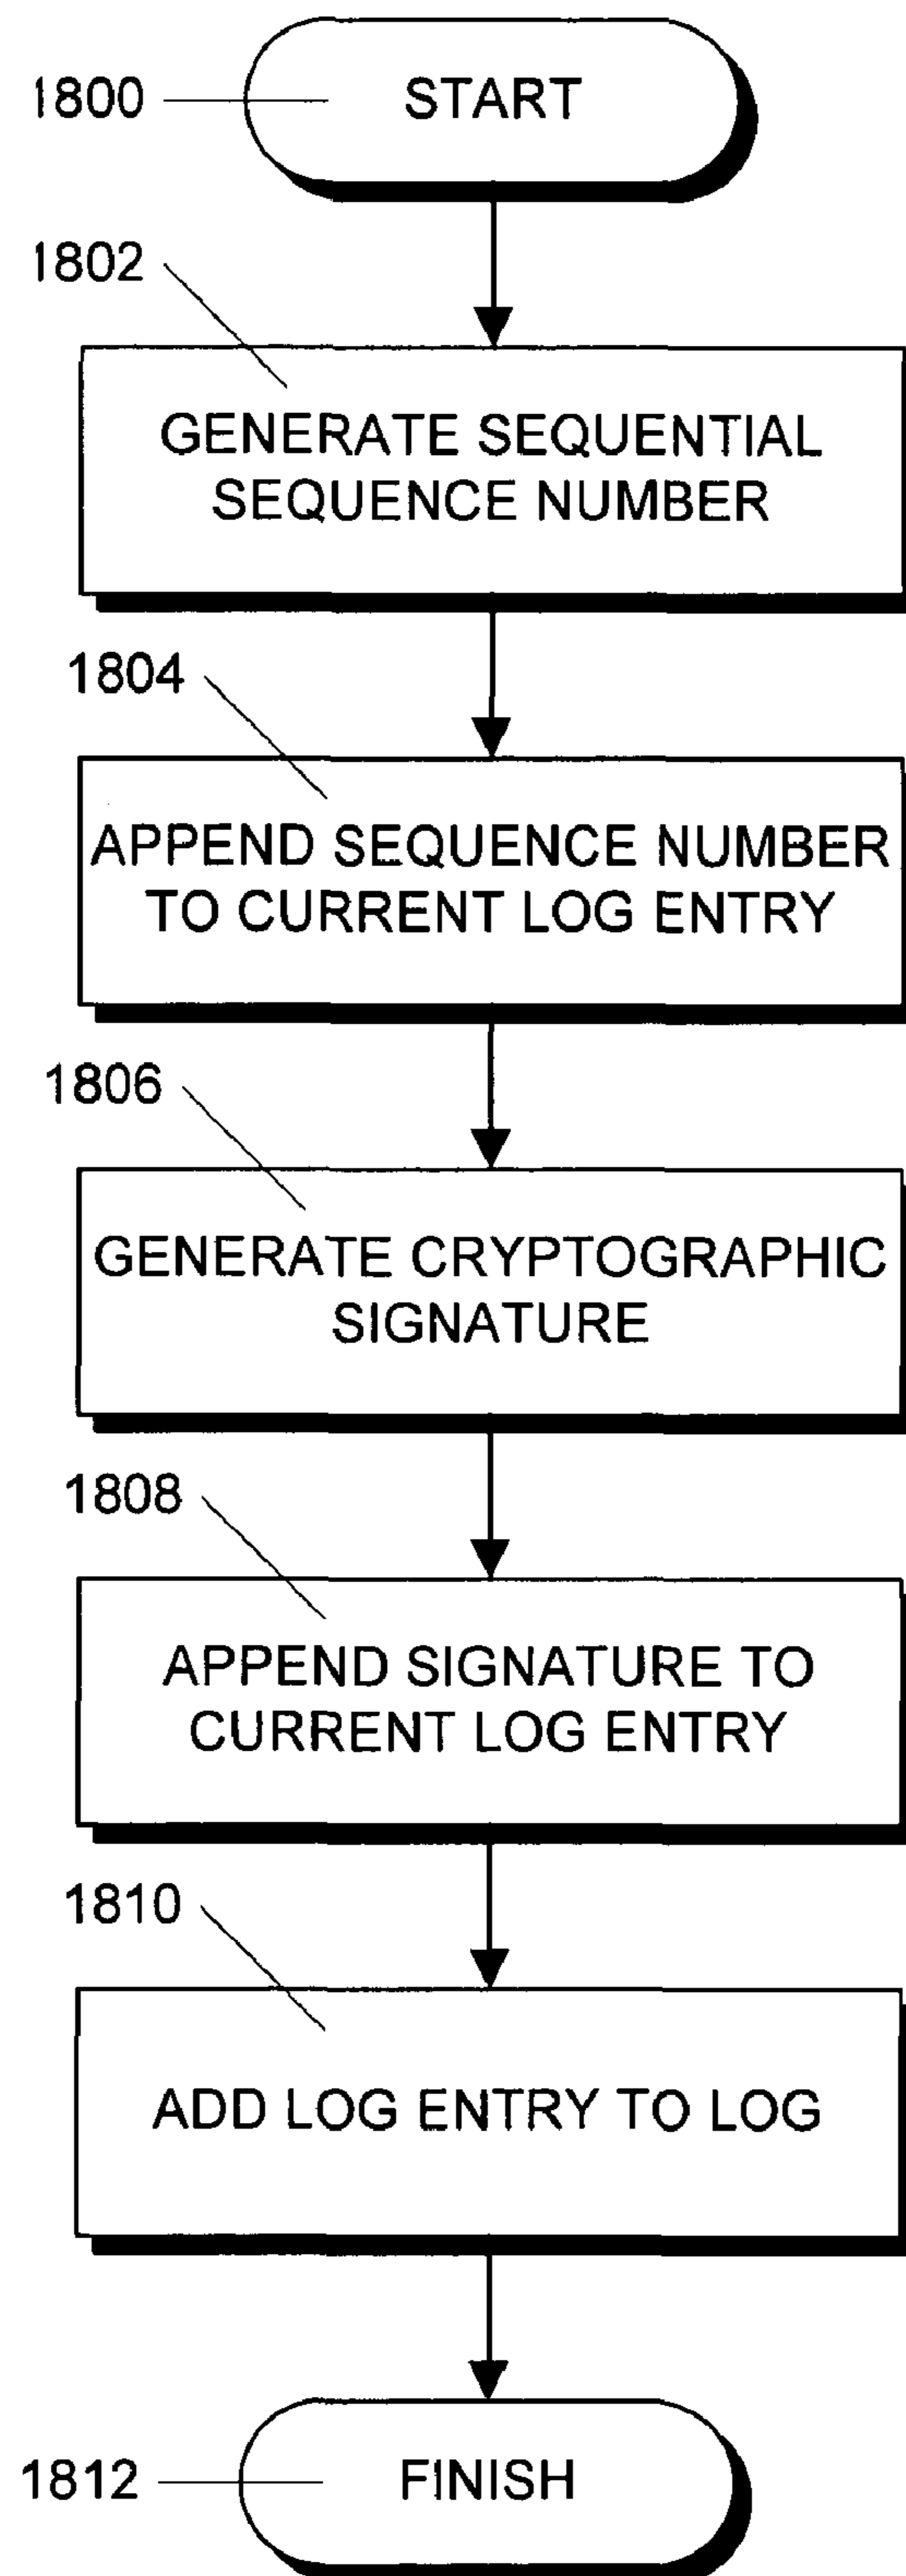 1800
START
1802
GENERATE SEQUENTIAL
SEQUENCE NUMBER
1804
APPEND SEQUENCE NUMBER
TO CURRENT LOG ENTRY
1806
GENERATE CRYPTOGRAPHIC
SIGNATURE
1808
APPEND SIGNATURE TO
CURRENT LOG ENTRY
1810
ADD LOG ENTRY TO LOG
1812
FINISH